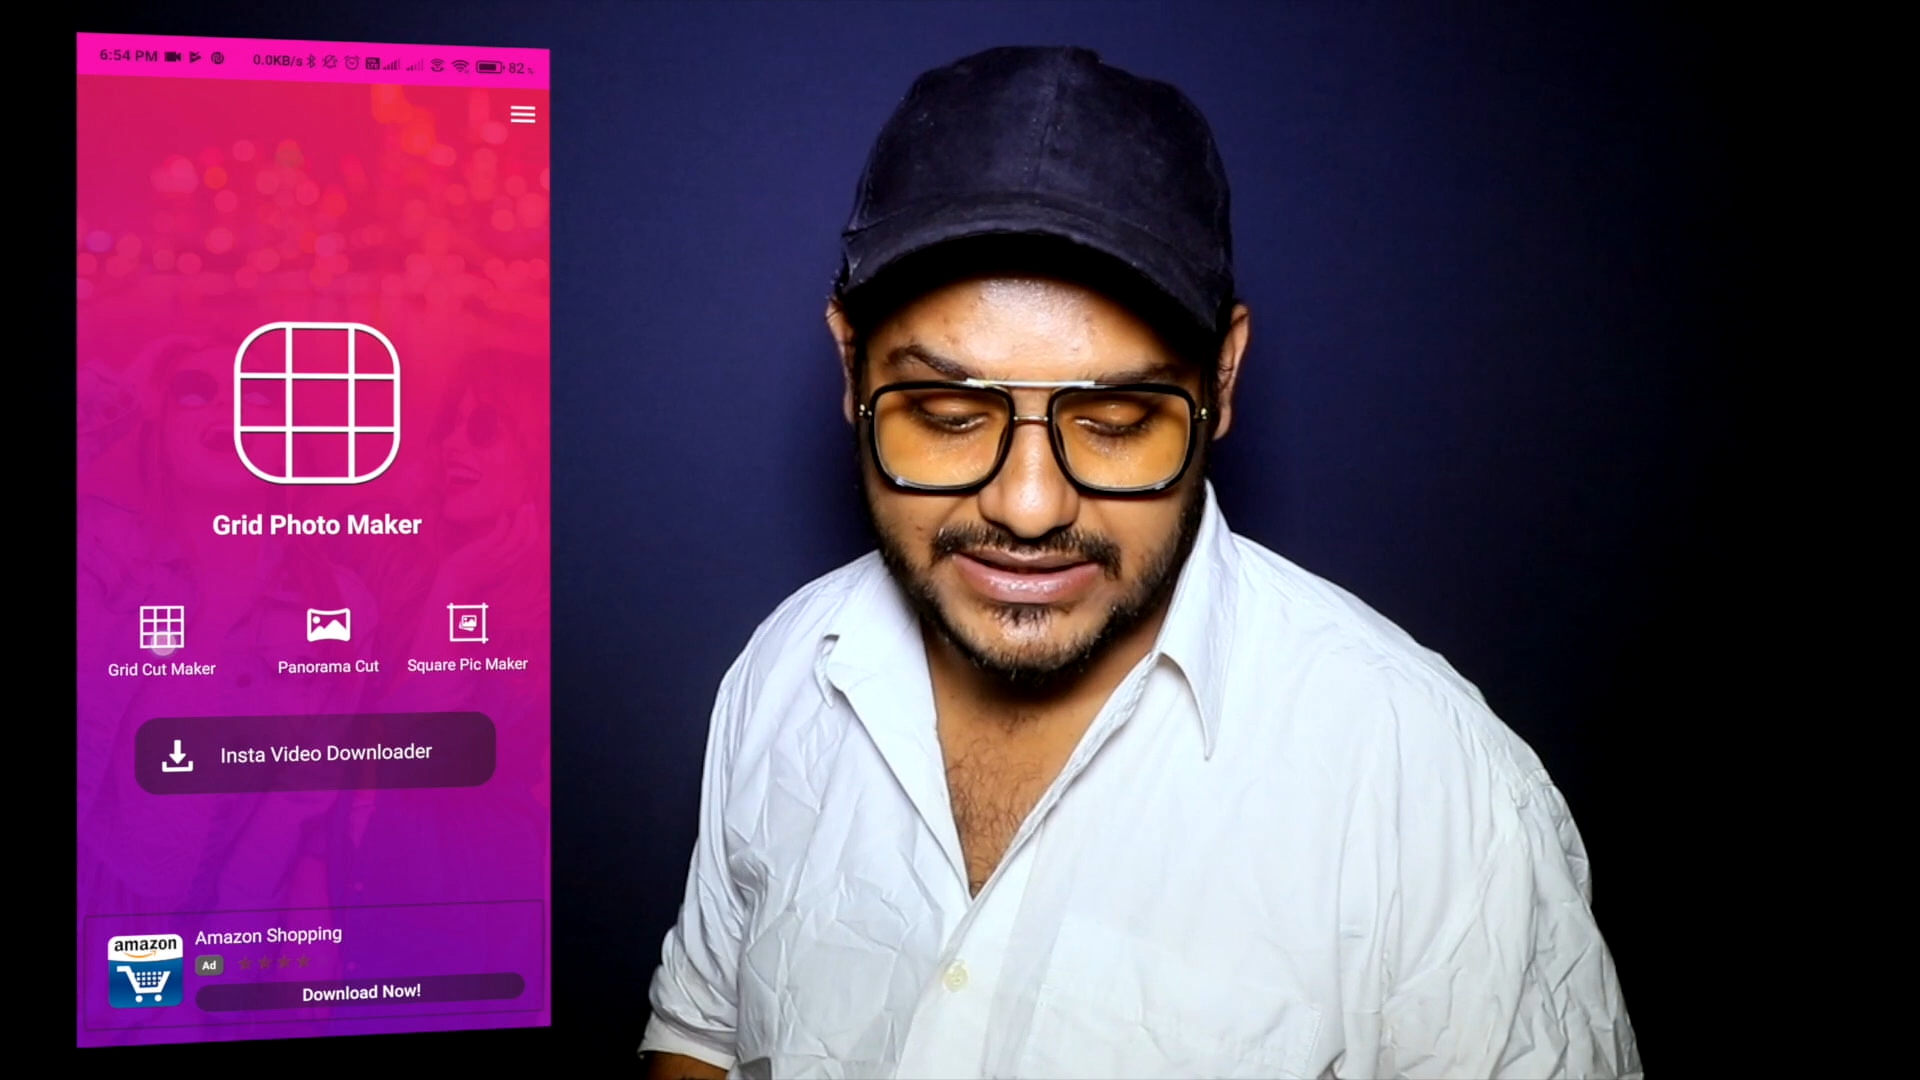 6:54 PM 0.0KB/s 82
Grid Photo Maker
Grid Cut Maker
Panorama Cut
Square Pic Maker
Insta Video Downloader
amazon
Amazon Shopping
Ad
Download Now!